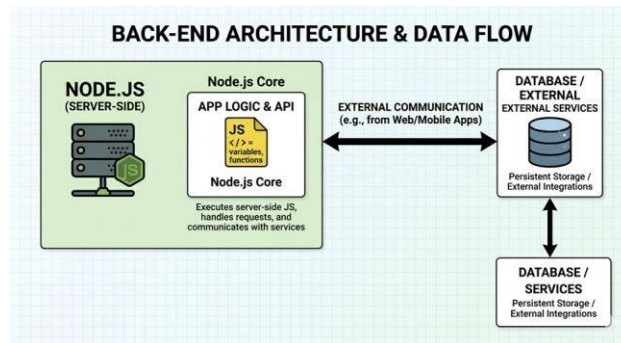 BACK-END ARCHITECTURE & DATA FLOW
NODE.JS
(SERVER-SIDE)
JS
Node.js Core
APP LOGIC & API
JS
</> =
variables,
functions
Node.js Core
Executes server-side JS,
handles requests, and
communicates with services
EXTERNAL COMMUNICATION
(e.g., from Web/Mobile Apps)
DATABASE /
EXTERNAL
EXTERNAL SERVICES
Persistent Storage /
External Integrations
DATABASE /
SERVICES
Persistent Storage /
External Integrations